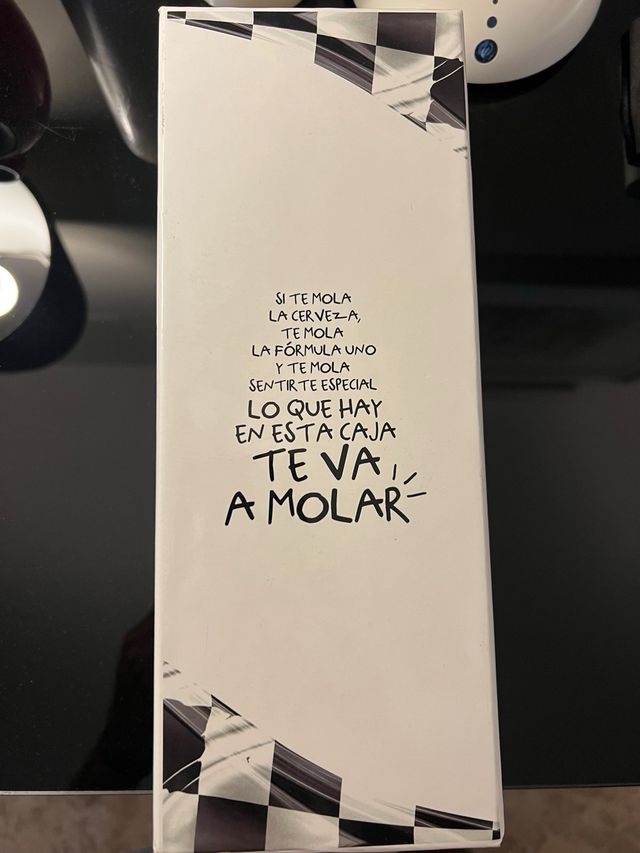 SI TE MOLA
LA CERVEZA,
TE MOLA
LA FÓRMULA UNO
Y TE MOLA
SENTIRTE ESPECIAL
LO QUE HAY
EN ESTA CAJA
TE VA
A MOLAR